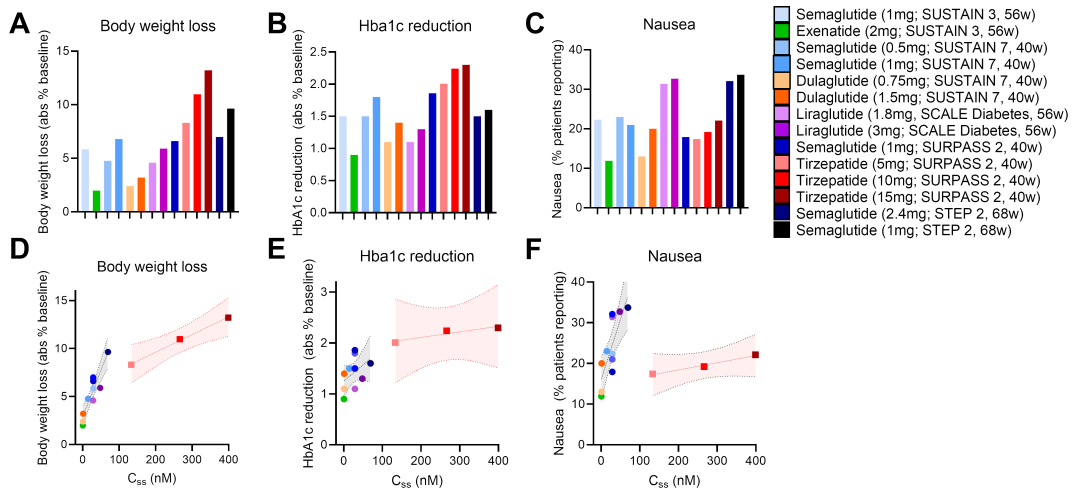 A
Body weight loss
Body weight loss (abs % baseline)
15
10
5
0
B
Hba1c reduction
HbA1c reduction (abs % baseline)
2.5
2.0
1.5
1.0
0.5
0.0
C
Nausea
Nausea (% patients reporting)
40
30
20
10
0
Semaglutide (1mg; SUSTAIN 3, 56w)
Exenatide (2mg; SUSTAIN 3, 56w)
Semaglutide (0.5mg; SUSTAIN 7, 40w)
Semaglutide (1mg; SUSTAIN 7, 40w)
Dulaglutide (0.75mg; SUSTAIN 7, 40w)
Dulaglutide (1.5mg; SUSTAIN 7, 40w)
Liraglutide (1.8mg, SCALE Diabetes, 56w)
Liraglutide (3mg; SCALE Diabetes, 56w)
Semaglutide (1mg; SURPASS 2, 40w)
Tirzepatide (5mg; SURPASS 2, 40w)
Tirzepatide (10mg; SURPASS 2, 40w)
Tirzepatide (15mg; SURPASS 2, 40w)
Semaglutide (2.4mg; STEP 2, 68w)
Semaglutide (1mg; STEP 2, 68w)
D
Body weight loss
Body weight loss (abs % baseline)
15
10
5
0
0 100 200 300 400
Css (nM)
E
Hba1c reduction
HbA1c reduction (abs % baseline)
3
2
1
0
0 100 200 300 400
Css (nM)
F
Nausea
Nausea (% patients reporting)
40
30
20
10
0
0 100 200 300 400
Css (nM)